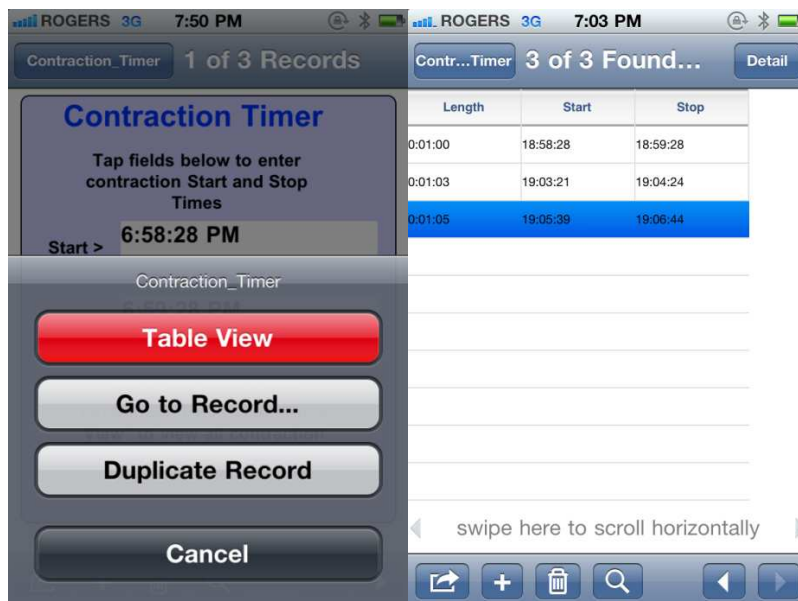 ROGERS 3G 7:50 PM
Contraction_Timer 1 of 3 Records
Contraction Timer
Tap fields below to enter
contraction Start and Stop
Times
Start > 6:58:28 PM
Contraction_Timer
6:59:28 PM
Table View
Go to Record...
Duplicate Record
Cancel
ROGERS 3G 7:03 PM
Contr...Timer 3 of 3 Found... Detail
Length Start Stop
0:01:00 18:58:28 18:59:28
0:01:03 19:03:21 19:04:24
0:01:05 19:05:39 19:06:44
swipe here to scroll horizontally